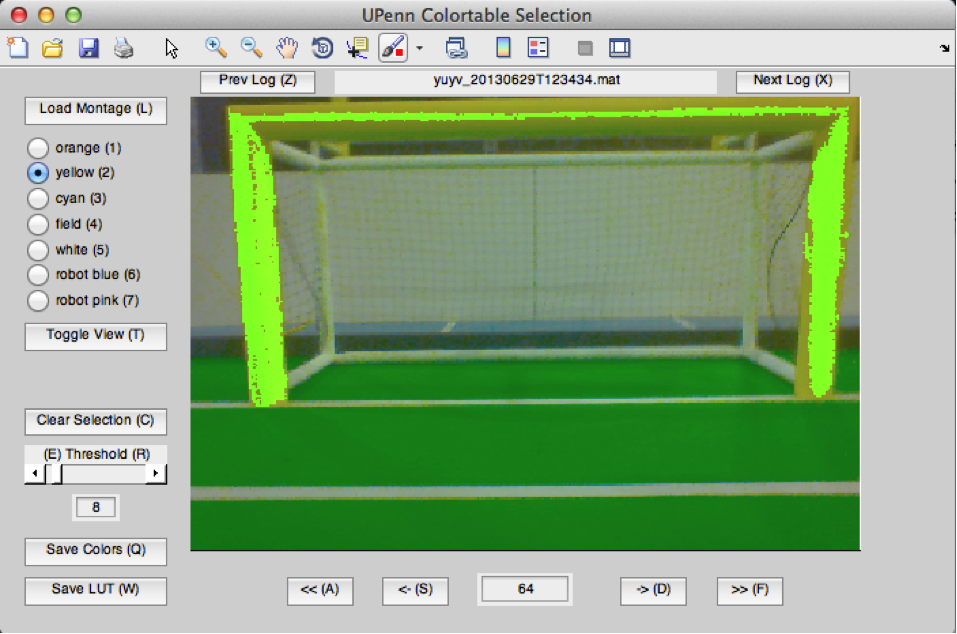 UPenn Colortable Selection
Prev Log (Z)
yuyv_20130629T123434.mat
Next Log (X)
Load Montage (L)
orange (1)
yellow (2)
cyan (3)
field (4)
white (5)
robot blue (6)
robot pink (7)
Toggle View (T)
Clear Selection (C)
(E) Threshold (R)
8
Save Colors (Q)
Save LUT (W)
<< (A)
<- (S)
64
-> (D)
>> (F)